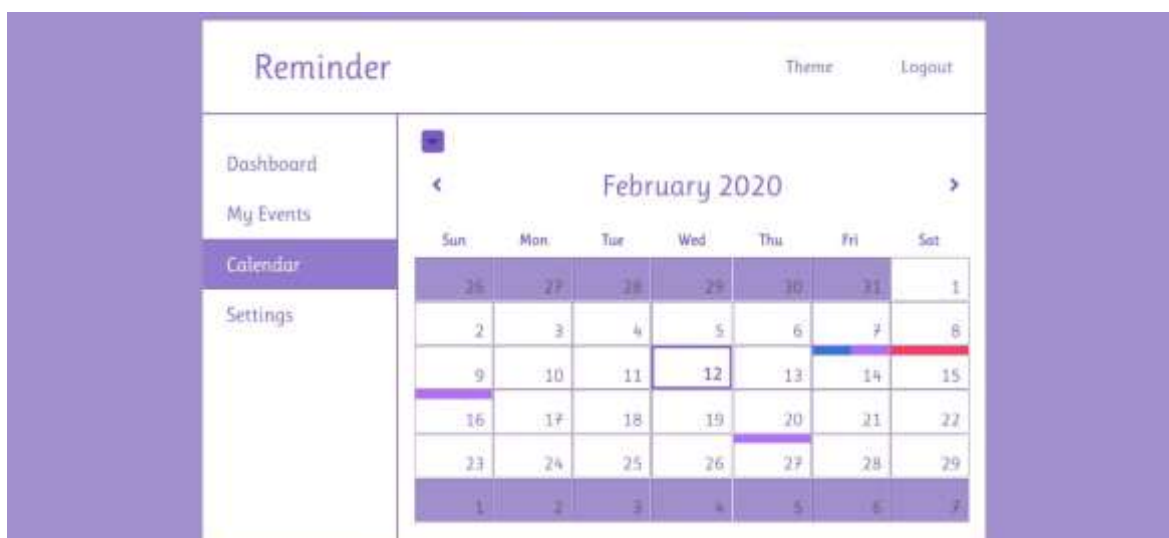 Reminder
Theme Logout
Dashboard
My Events
Calendar
Settings
February 2020
Sun Mon Tue Wed Thu Fri Sat
26 27 28 29 30 31 1
2 3 4 5 6 7 8
9 10 11 12 13 14 15
16 17 18 19 20 21 22
23 24 25 26 27 28 29
1 2 3 4 5 6 7